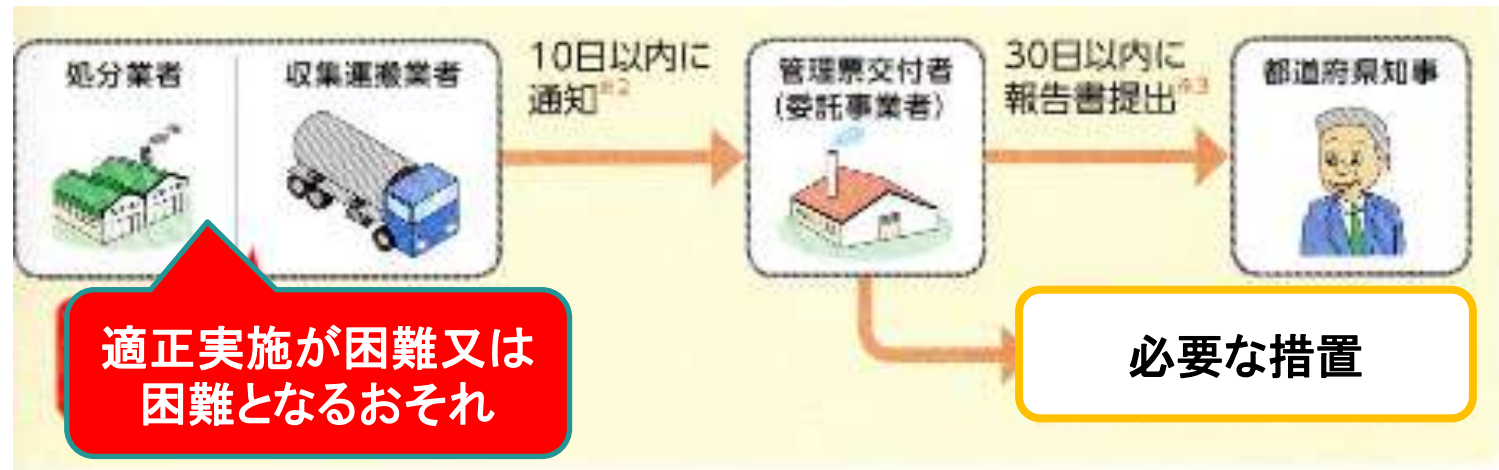 処分業者
収集運搬業者
10日以内に
通知※2
管理票交付者
(委託事業者)
30日以内に
報告書提出※3
都道府県知事
適正実施が困難又は
困難となるおそれ
必要な措置